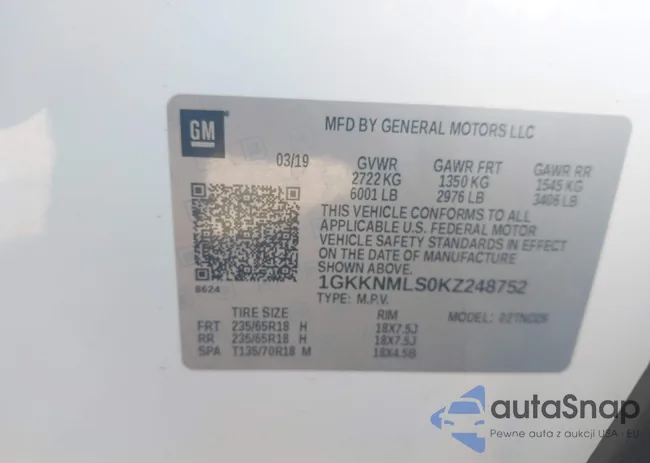 GM
MFD BY GENERAL MOTORS LLC
03/19 GVWR GAWR FRT GAWR RR
2722 KG 1350 KG 1545 KG
6001 LB 2976 LB 3406 LB
THIS VEHICLE CONFORMS TO ALL
APPLICABLE U.S. FEDERAL MOTOR
VEHICLE SAFETY STANDARDS IN EFFECT
ON THE DATE OF MANUFACTURE
SHOWN ABOVE.
1GKKNMLS0KZ248752
8624
TYPE: M.P.V.
TIRE SIZE RIM MODEL:
FRT 235/65R18 H 18X7.5J
RR 235/65R18 H 18X7.5J
SPA T135/70R18 M 18X4.5B
autaSnap
Pewne auta z aukcji USA - EU